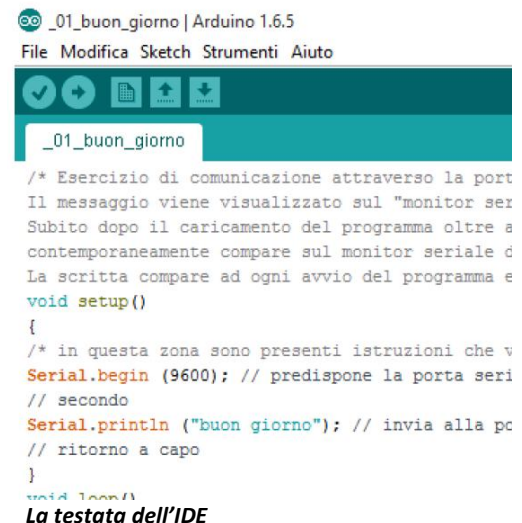 _01_buon_giorno | Arduino 1.6.5
File Modifica Sketch Strumenti Aiuto
_01_buon_giorno
/* Esercizio di comunicazione attraverso la port
Il messaggio viene visualizzato sul "monitor ser
Subito dopo il caricamento del programma oltre a
contemporaneamente compare sul monitor seriale d
La scritta compare ad ogni avvio del programma e
void setup()
{
/* in questa zona sono presenti istruzioni che v
Serial.begin (9600); // predispone la porta seri
// secondo
Serial.println ("buon giorno"); // invia alla po
// ritorno a capo
}
void loop()
La testata dell'IDE